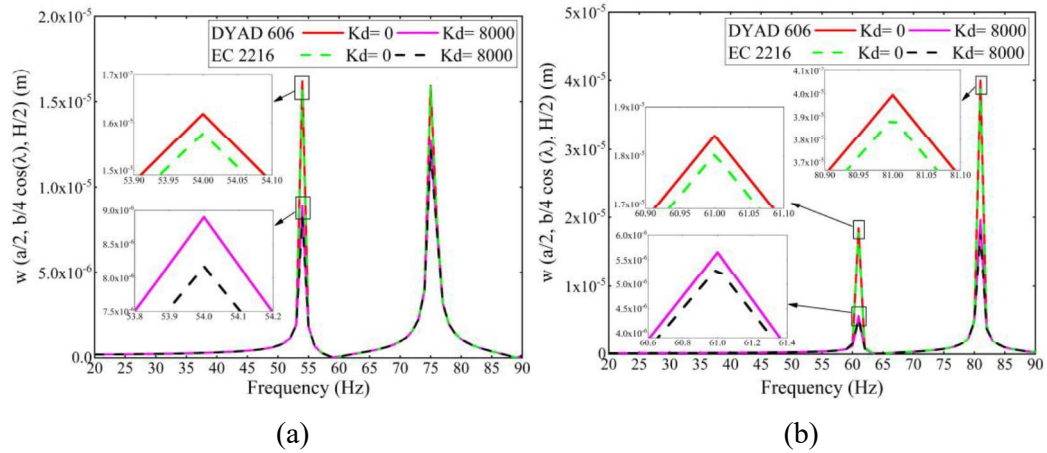 DYAD 606 Kd= 0 Kd= 8000
EC 2216 Kd= 0 Kd= 8000
w (a/2, b/4 cos(λ), H/2) (m)
2.0x10⁻⁵
1.5x10⁻⁵
1.0x10⁻⁵
5.0x10⁻⁶
0.0
1.7x10⁻⁵
1.6x10⁻⁵
1.5x10⁻⁵
53.90 53.95 54.00 54.05 54.10
9.0x10⁻⁶
8.5x10⁻⁶
8.0x10⁻⁶
7.5x10⁻⁶
53.8 53.9 54.0 54.1 54.2
20 25 30 35 40 45 50 55 60 65 70 75 80 85 90
Frequency (Hz)
(a)
DYAD 606 Kd= 0 Kd= 8000
EC 2216 Kd= 0 Kd= 8000
w (a/2, b/4 cos (λ), H/2) (m)
5x10⁻⁵
4x10⁻⁵
3x10⁻⁵
2x10⁻⁵
1x10⁻⁵
0
4.1x10⁻⁵
4.0x10⁻⁵
3.9x10⁻⁵
3.8x10⁻⁵
3.7x10⁻⁵
80.90 80.95 81.00 81.05 81.10
1.9x10⁻⁵
1.8x10⁻⁵
1.7x10⁻⁵
60.90 60.95 61.00 61.05 61.10
6.0x10⁻⁶
5.5x10⁻⁶
5.0x10⁻⁶
4.5x10⁻⁶
4.0x10⁻⁶
60.6 60.8 61.0 61.2 61.4
20 25 30 35 40 45 50 55 60 65 70 75 80 85 90
Frequency (Hz)
(b)